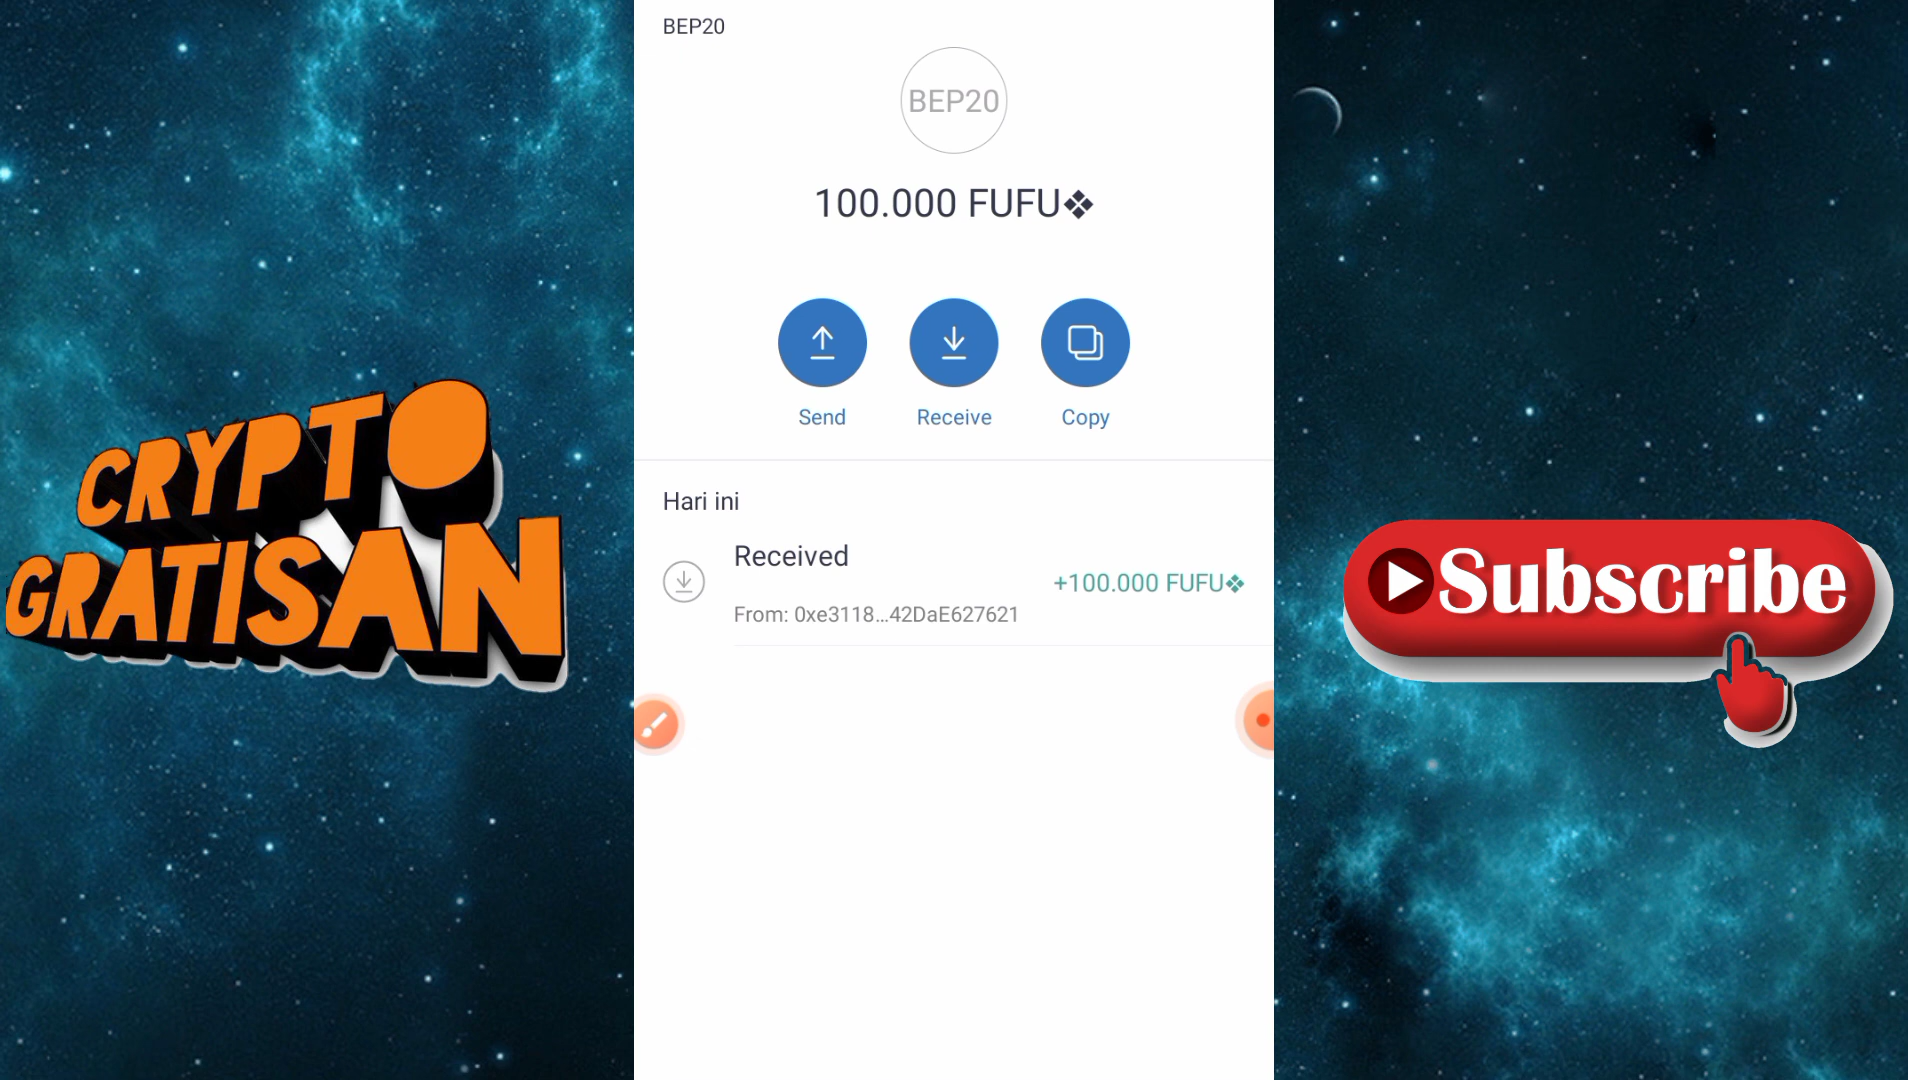 BEP20
BEP20
100.000 FUFU❖
Send
Receive
Copy
Hari ini
Received
+100.000 FUFU❖
From: 0xe3118...42DaE627621
CRYPTO
GRATISAN
Subscribe